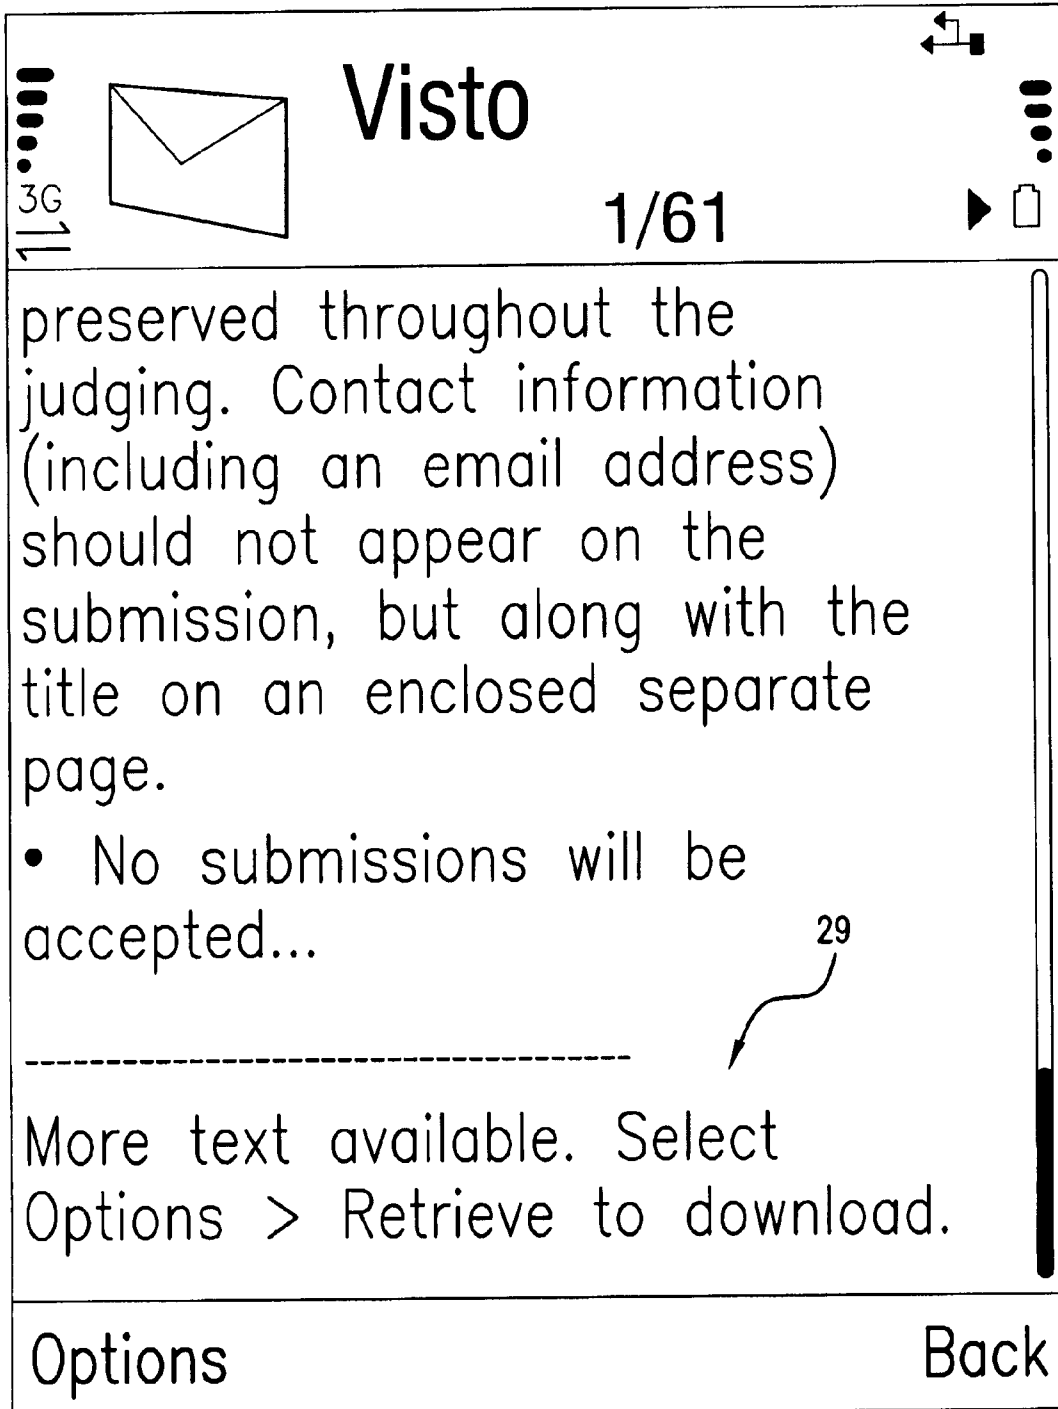 Visto
3G
1/61
preserved throughout the
judging. Contact information
(including an email address)
should not appear on the
submission, but along with the
title on an enclosed separate
page.
• No submissions will be
accepted...
29
---------------------------------
More text available. Select
Options > Retrieve to download.
Options
Back